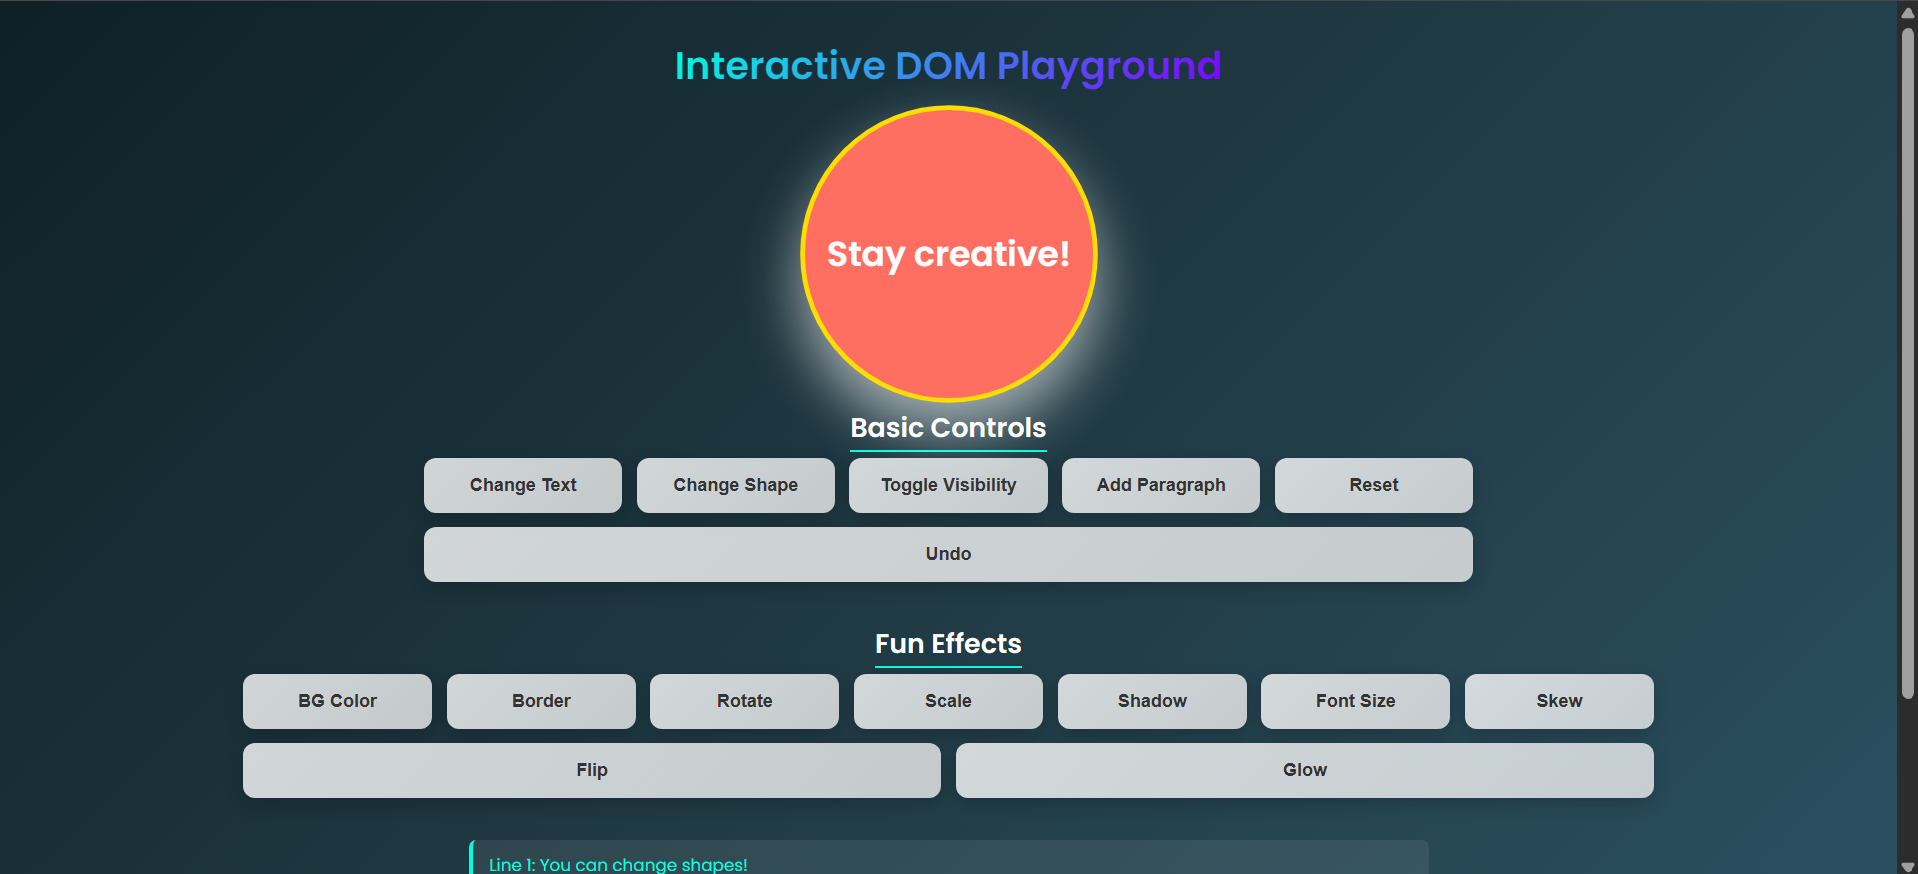 Interactive DOM Playground
Stay creative!
Basic Controls
Change Text Change Shape Toggle Visibility Add Paragraph Reset
Undo
Fun Effects
BG Color Border Rotate Scale Shadow Font Size Skew
Flip Glow
Line 1: You can change shapes!